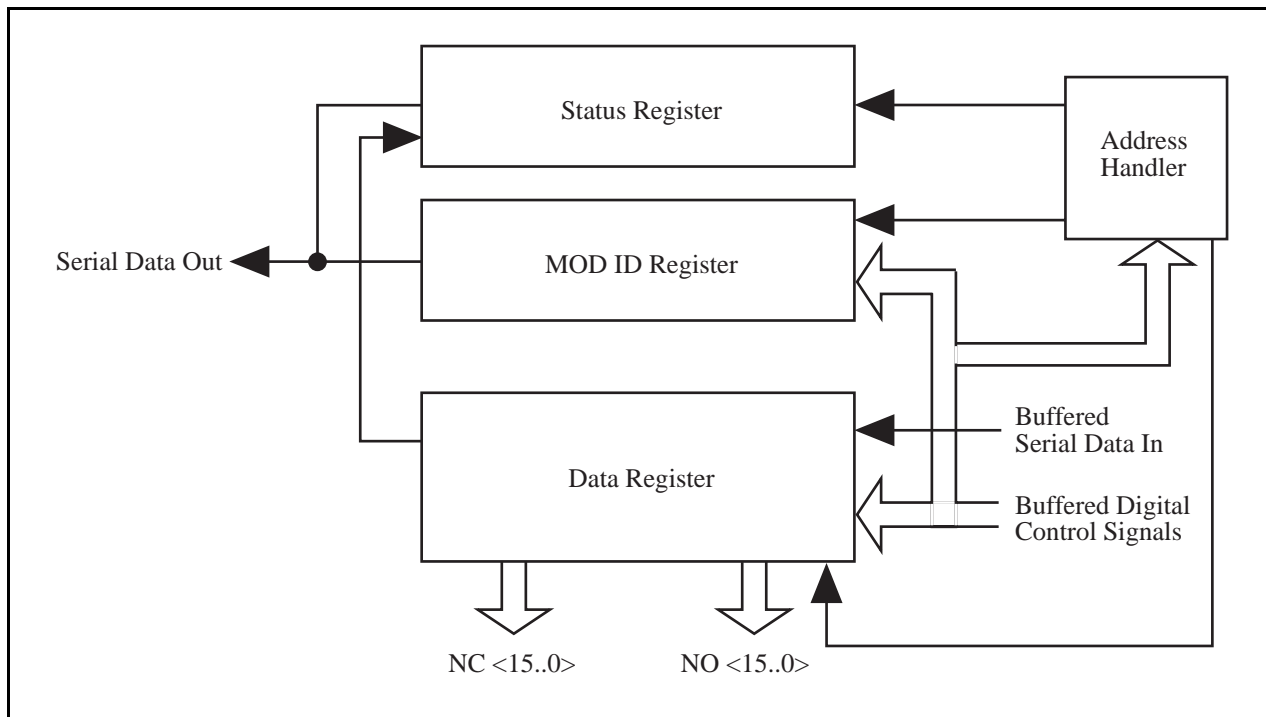 Status Register
Address
Handler
Serial Data Out
MOD ID Register
Buffered
Serial Data In
Data Register
Buffered Digital
Control Signals
NC <15..0>
NO <15..0>